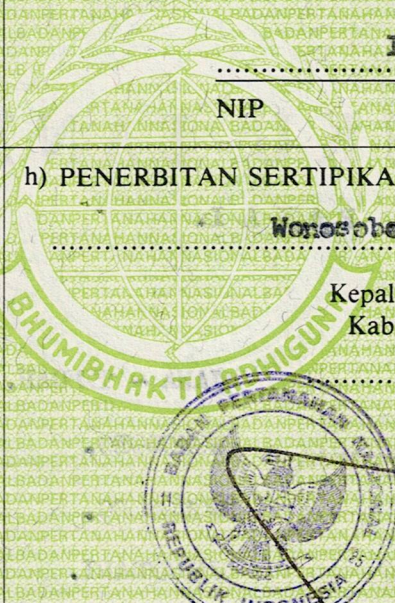 NIP
h) PENERBITAN SERTIPIKA
Wonosobo
Kepal
Kab
BHUMIBHAKTI ADHIGUNA
BADAN PERTANAHAN NASIONAL
REPUBLIK INDONESIA